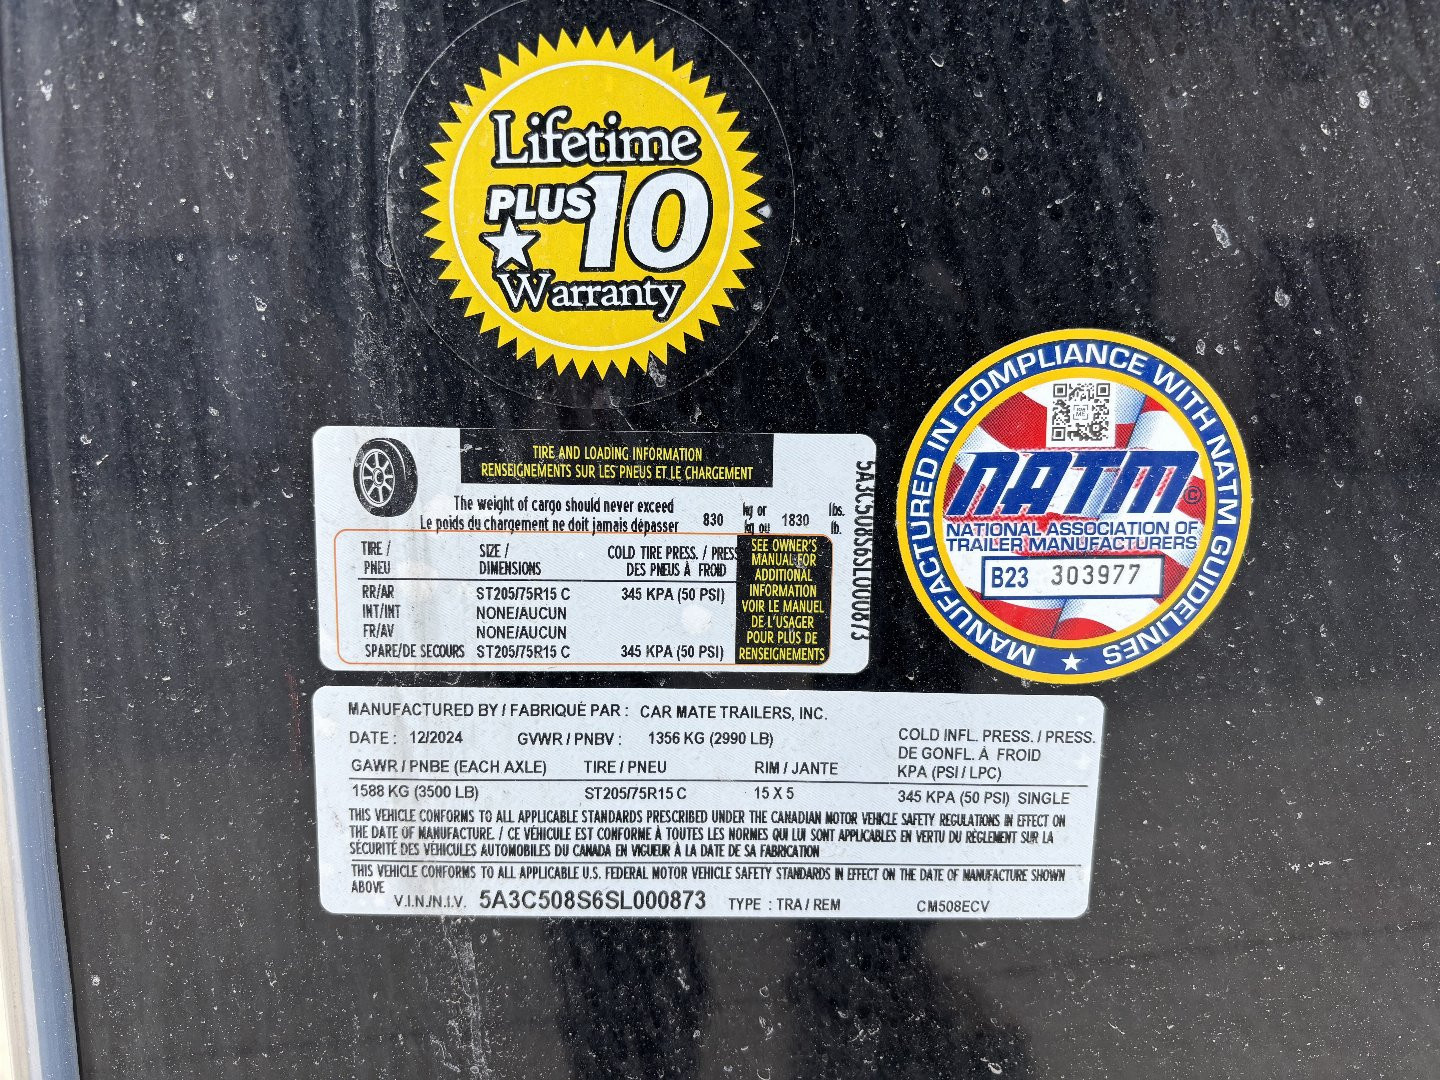 Lifetime
PLUS 10
Warranty
MANUFACTURED IN COMPLIANCE WITH NATM GUIDELINES
NATM ©
NATIONAL ASSOCIATION OF
TRAILER MANUFACTURERS
B23 303977
TIRE AND LOADING INFORMATION
RENSEIGNEMENTS SUR LES PNEUS ET LE CHARGEMENT
The weight of cargo should never exceed
Le poids du chargement ne doit jamais dépasser
830 kg or 1830 lbs.
kg ou lb.
TIRE / SIZE / COLD TIRE PRESS. / PRESS
PNEU DIMENSIONS DES PNEUS À FROID
RR/AR ST205/75R15 C 345 KPA (50 PSI)
INT/INT NONE/AUCUN
FR/AV NONE/AUCUN
SPARE/DE SECOURS ST205/75R15 C 345 KPA (50 PSI)
SEE OWNER'S
MANUAL FOR
ADDITIONAL
INFORMATION
VOIR LE MANUEL
DE L'USAGER
POUR PLUS DE
RENSEIGNEMENTS
5A3C508S6SL000873
MANUFACTURED BY / FABRIQUÉ PAR : CAR MATE TRAILERS, INC.
DATE : 12/2024 GVWR / PNBV : 1356 KG (2990 LB)
COLD INFL. PRESS. / PRESS.
DE GONFL. À FROID
KPA (PSI / LPC)
GAWR / PNBE (EACH AXLE) TIRE / PNEU RIM / JANTE
1588 KG (3500 LB) ST205/75R15 C 15 X 5 345 KPA (50 PSI) SINGLE
THIS VEHICLE CONFORMS TO ALL APPLICABLE STANDARDS PRESCRIBED UNDER THE CANADIAN MOTOR VEHICLE SAFETY REGULATIONS IN EFFECT ON
THE DATE OF MANUFACTURE. / CE VÉHICULE EST CONFORME À TOUTES LES NORMES QUI LUI SONT APPLICABLES EN VERTU DU RÈGLEMENT SUR LA
SÉCURITÉ DES VÉHICULES AUTOMOBILES DU CANADA EN VIGUEUR À LA DATE DE SA FABRICATION
THIS VEHICLE CONFORMS TO ALL APPLICABLE U.S. FEDERAL MOTOR VEHICLE SAFETY STANDARDS IN EFFECT ON THE DATE OF MANUFACTURE SHOWN
ABOVE
V.I.N./N.I.V. 5A3C508S6SL000873 TYPE : TRA / REM CM508ECV